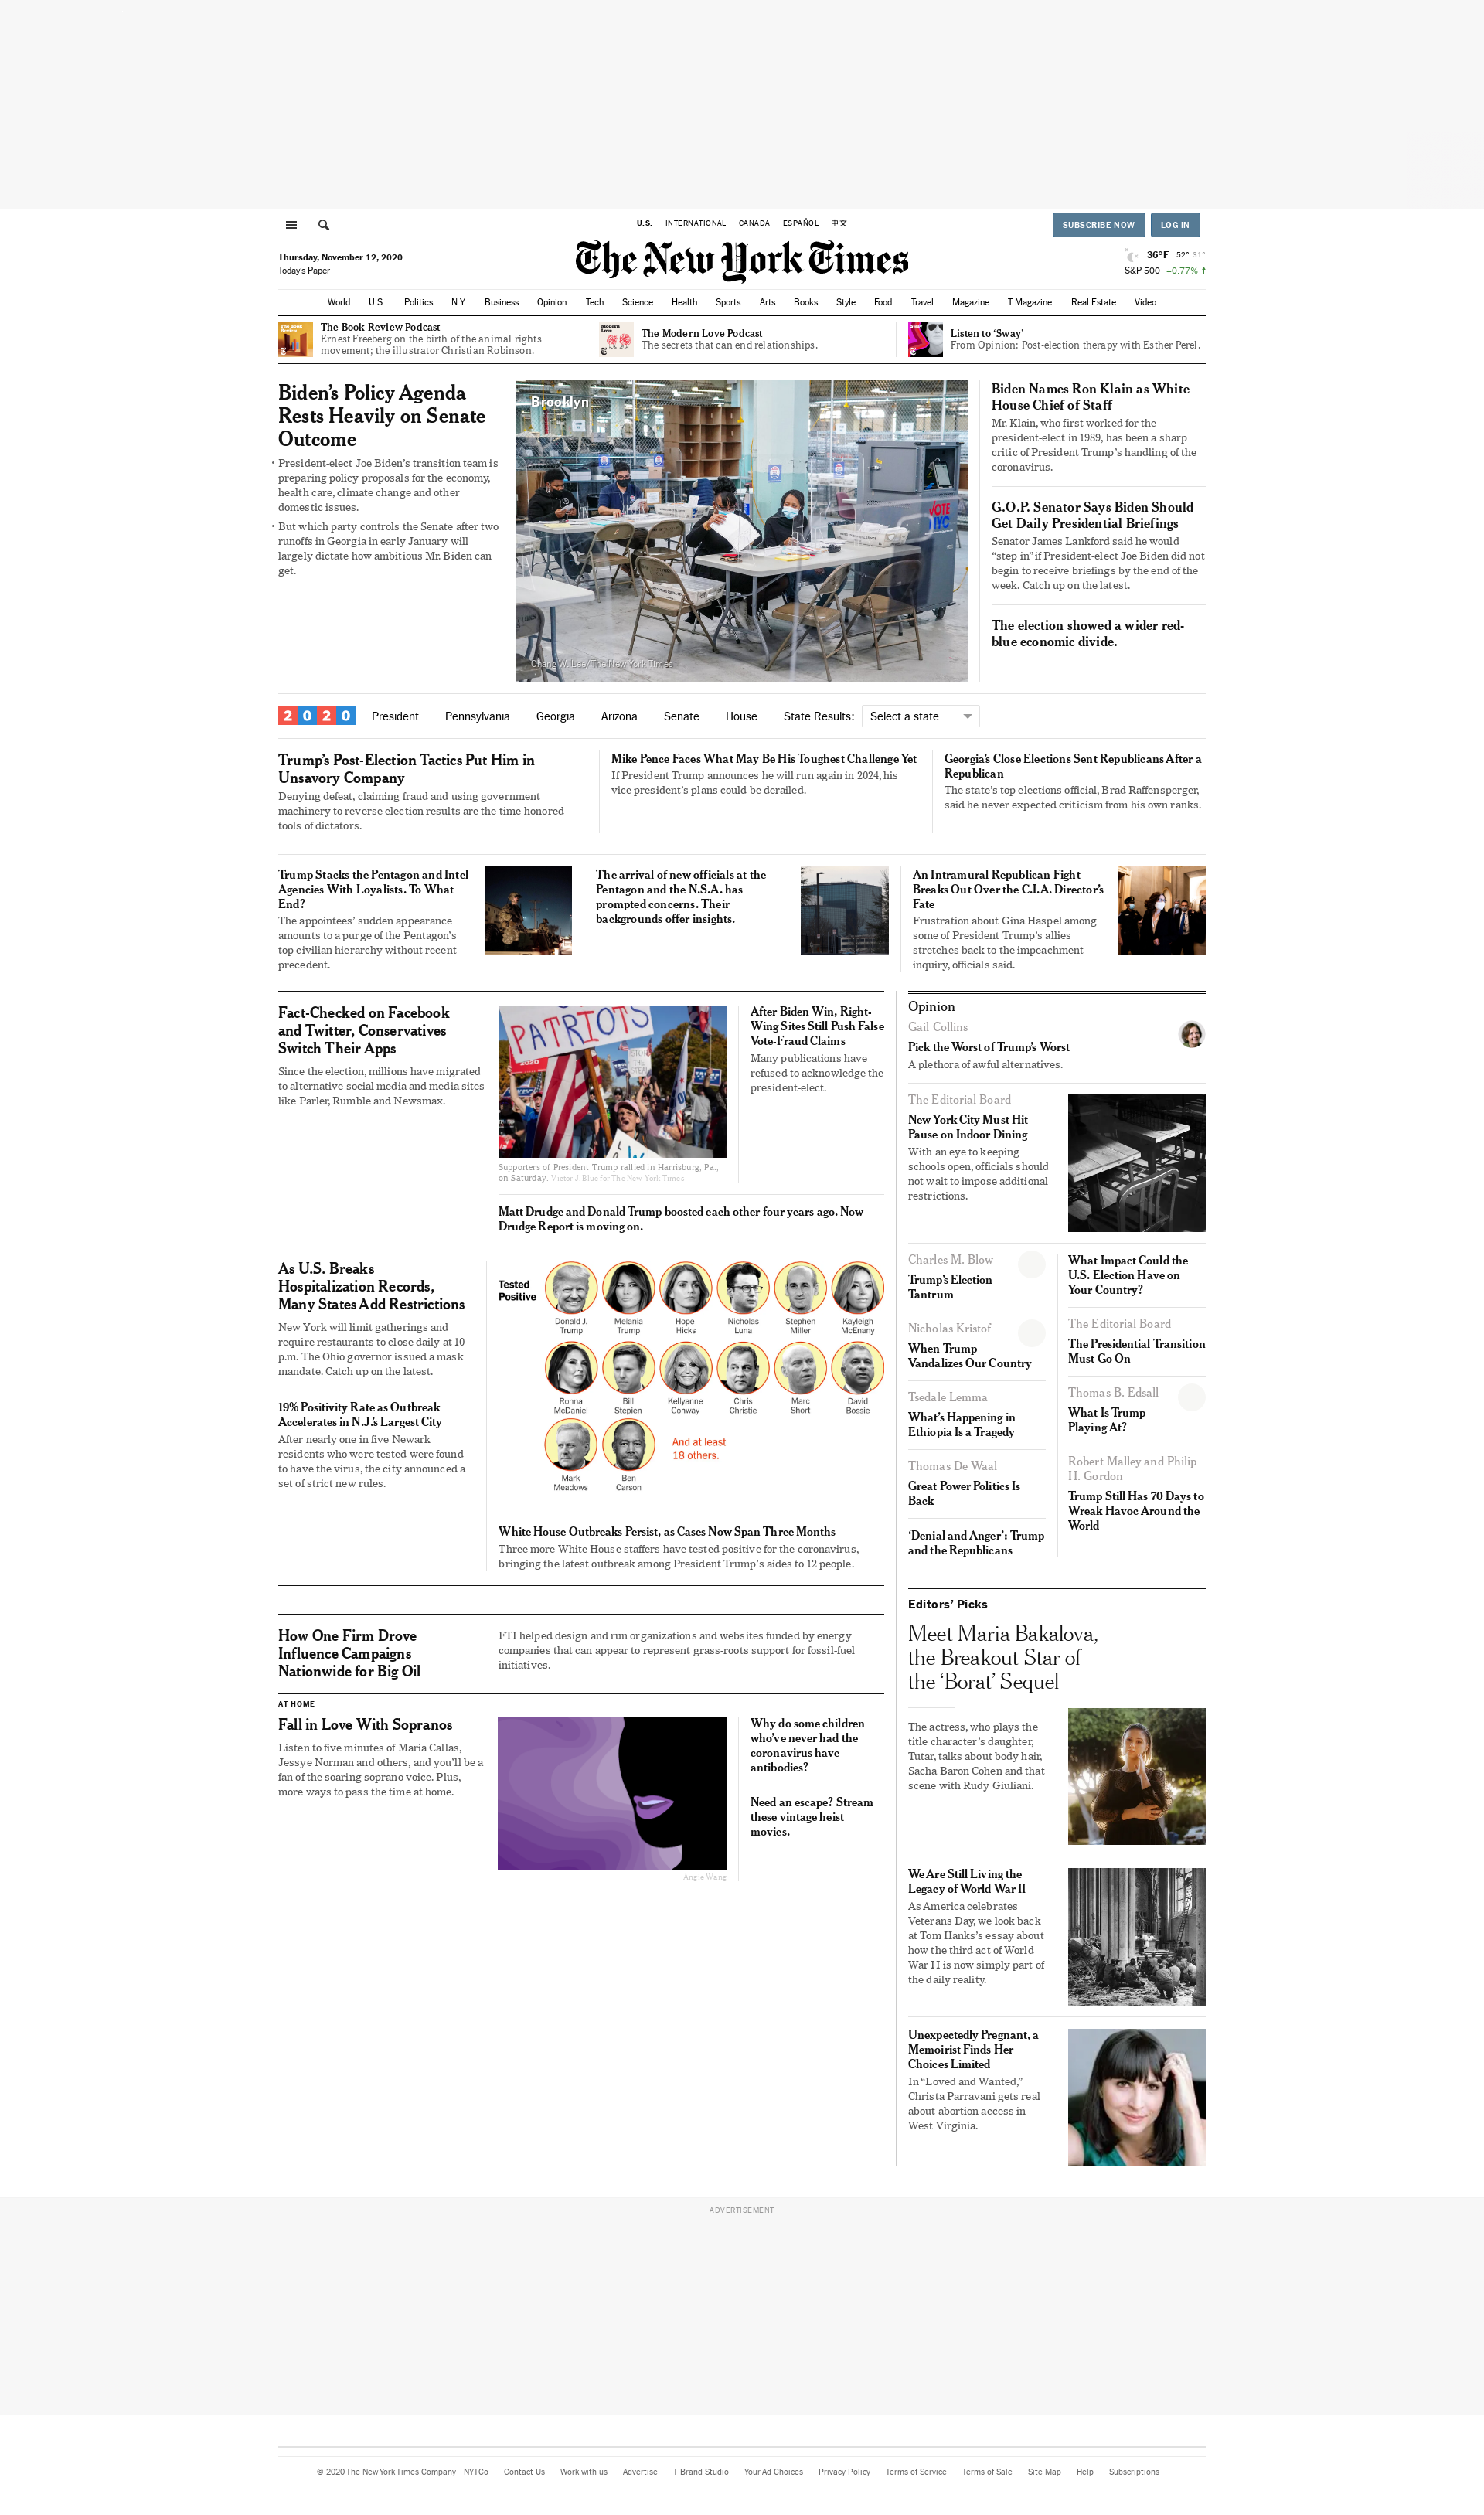 U.S. INTERNATIONAL CANADA ESPAÑOL 中文
SUBSCRIBE NOW LOG IN
Thursday, November 12, 2020
Today's Paper
The New York Times
36°F 52° 31°
S&P 500 +0.77% ↑
World U.S. Politics N.Y. Business Opinion Tech Science Health Sports Arts Books Style Food Travel Magazine T Magazine Real Estate Video
The Book Review Podcast
Ernest Freeberg on the birth of the animal rights
movement; the illustrator Christian Robinson.
The Modern Love Podcast
The secrets that can end relationships.
Listen to ‘Sway’
From Opinion: Post-election therapy with Esther Perel.
Biden’s Policy Agenda
Rests Heavily on Senate
Outcome
• President-elect Joe Biden’s transition team is
preparing policy proposals for the economy,
health care, climate change and other
domestic issues.
• But which party controls the Senate after two
runoffs in Georgia in early January will
largely dictate how ambitious Mr. Biden can
get.
Brooklyn
VOTE
NYC
Chang W. Lee/The New York Times
Biden Names Ron Klain as White
House Chief of Staff
Mr. Klain, who first worked for the
president-elect in 1989, has been a sharp
critic of President Trump’s handling of the
coronavirus.
G.O.P. Senator Says Biden Should
Get Daily Presidential Briefings
Senator James Lankford said he would
“step in” if President-elect Joe Biden did not
begin to receive briefings by the end of the
week. Catch up on the latest.
The election showed a wider red-
blue economic divide.
2020 President Pennsylvania Georgia Arizona Senate House State Results: Select a state
Trump’s Post-Election Tactics Put Him in
Unsavory Company
Denying defeat, claiming fraud and using government
machinery to reverse election results are the time-honored
tools of dictators.
Mike Pence Faces What May Be His Toughest Challenge Yet
If President Trump announces he will run again in 2024, his
vice president’s plans could be derailed.
Georgia’s Close Elections Sent Republicans After a
Republican
The state’s top elections official, Brad Raffensperger,
said he never expected criticism from his own ranks.
Trump Stacks the Pentagon and Intel
Agencies With Loyalists. To What
End?
The appointees’ sudden appearance
amounts to a purge of the Pentagon’s
top civilian hierarchy without recent
precedent.
The arrival of new officials at the
Pentagon and the N.S.A. has
prompted concerns. Their
backgrounds offer insights.
An Intramural Republican Fight
Breaks Out Over the C.I.A. Director’s
Fate
Frustration about Gina Haspel among
some of President Trump’s allies
stretches back to the impeachment
inquiry, officials said.
Fact-Checked on Facebook
and Twitter, Conservatives
Switch Their Apps
Since the election, millions have migrated
to alternative social media and media sites
like Parler, Rumble and Newsmax.
PATRIOTS
STOP
THE
2020
Supporters of President Trump rallied in Harrisburg, Pa.,
on Saturday. Victor J. Blue for The New York Times
After Biden Win, Right-
Wing Sites Still Push False
Vote-Fraud Claims
Many publications have
refused to acknowledge the
president-elect.
Matt Drudge and Donald Trump boosted each other four years ago. Now
Drudge Report is moving on.
As U.S. Breaks
Hospitalization Records,
Many States Add Restrictions
New York will limit gatherings and
require restaurants to close daily at 10
p.m. The Ohio governor issued a mask
mandate. Catch up on the latest.
19% Positivity Rate as Outbreak
Accelerates in N.J.’s Largest City
After nearly one in five Newark
residents who were tested were found
to have the virus, the city announced a
set of strict new rules.
Tested
Positive
Donald J. Trump
Melania Trump
Hope Hicks
Nicholas Luna
Stephen Miller
Kayleigh McEnany
Ronna McDaniel
Bill Stepien
Kellyanne Conway
Chris Christie
Marc Short
David Bossie
Mark Meadows
Ben Carson
And at least
18 others.
White House Outbreaks Persist, as Cases Now Span Three Months
Three more White House staffers have tested positive for the coronavirus,
bringing the latest outbreak among President Trump’s aides to 12 people.
How One Firm Drove
Influence Campaigns
Nationwide for Big Oil
FTI helped design and run organizations and websites funded by energy
companies that can appear to represent grass-roots support for fossil-fuel
initiatives.
AT HOME
Fall in Love With Sopranos
Listen to five minutes of Maria Callas,
Jessye Norman and others, and you’ll be a
fan of the soaring soprano voice. Plus,
more ways to pass the time at home.
Angie Wang
Why do some children
who’ve never had the
coronavirus have
antibodies?
Need an escape? Stream
these vintage heist
movies.
Opinion
Gail Collins
Pick the Worst of Trump’s Worst
A plethora of awful alternatives.
The Editorial Board
New York City Must Hit
Pause on Indoor Dining
With an eye to keeping
schools open, officials should
not wait to impose additional
restrictions.
Charles M. Blow
Trump’s Election
Tantrum
Nicholas Kristof
When Trump
Vandalizes Our Country
Tsedale Lemma
What’s Happening in
Ethiopia Is a Tragedy
Thomas De Waal
Great Power Politics Is
Back
‘Denial and Anger’: Trump
and the Republicans
What Impact Could the
U.S. Election Have on
Your Country?
The Editorial Board
The Presidential Transition
Must Go On
Thomas B. Edsall
What Is Trump
Playing At?
Robert Malley and Philip
H. Gordon
Trump Still Has 70 Days to
Wreak Havoc Around the
World
Editors’ Picks
Meet Maria Bakalova,
the Breakout Star of
the ‘Borat’ Sequel
The actress, who plays the
title character’s daughter,
Tutar, talks about body hair,
Sacha Baron Cohen and that
scene with Rudy Giuliani.
We Are Still Living the
Legacy of World War II
As America celebrates
Veterans Day, we look back
at Tom Hanks’s essay about
how the third act of World
War II is now simply part of
the daily reality.
Unexpectedly Pregnant, a
Memoirist Finds Her
Choices Limited
In “Loved and Wanted,”
Christa Parravani gets real
about abortion access in
West Virginia.
ADVERTISEMENT
© 2020 The New York Times Company NYTCo Contact Us Work with us Advertise T Brand Studio Your Ad Choices Privacy Policy Terms of Service Terms of Sale Site Map Help Subscriptions